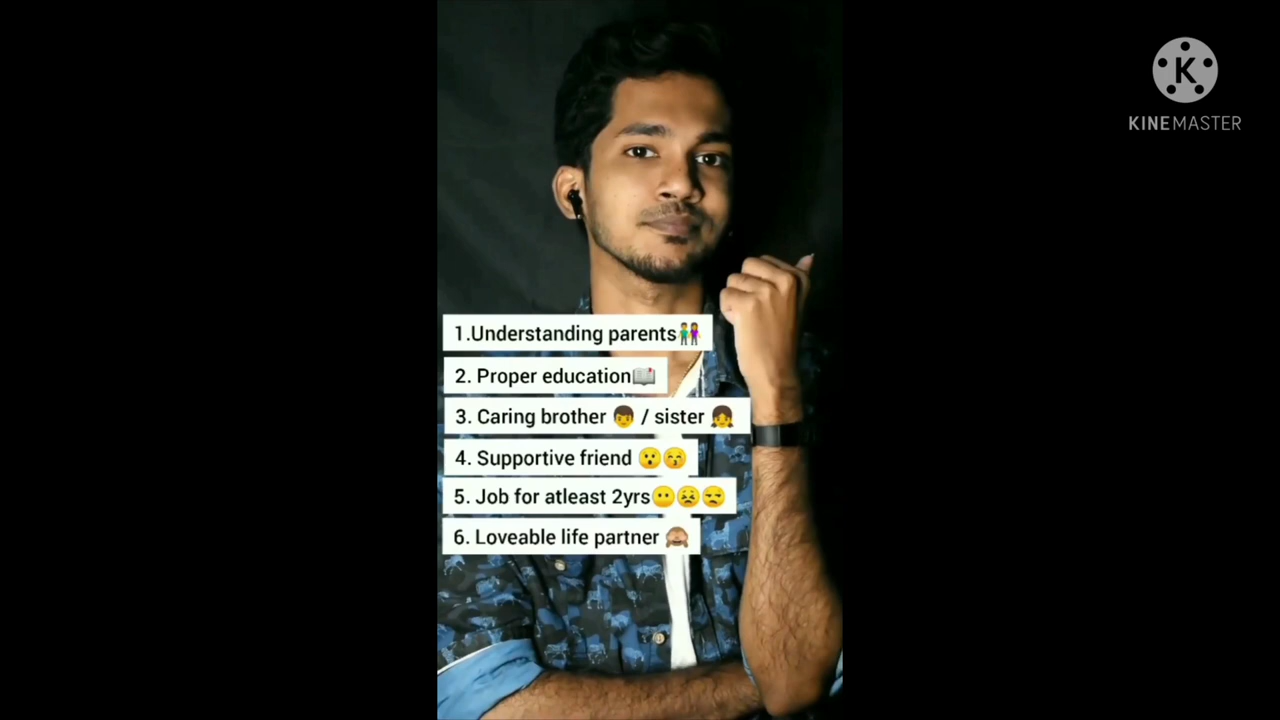 KINEMASTER
1.Understanding parents👫
2. Proper education📖
3. Caring brother 👦 / sister 👧
4. Supportive friend 😮😙
5. Job for atleast 2yrs😶😣😒
6. Loveable life partner 🙈